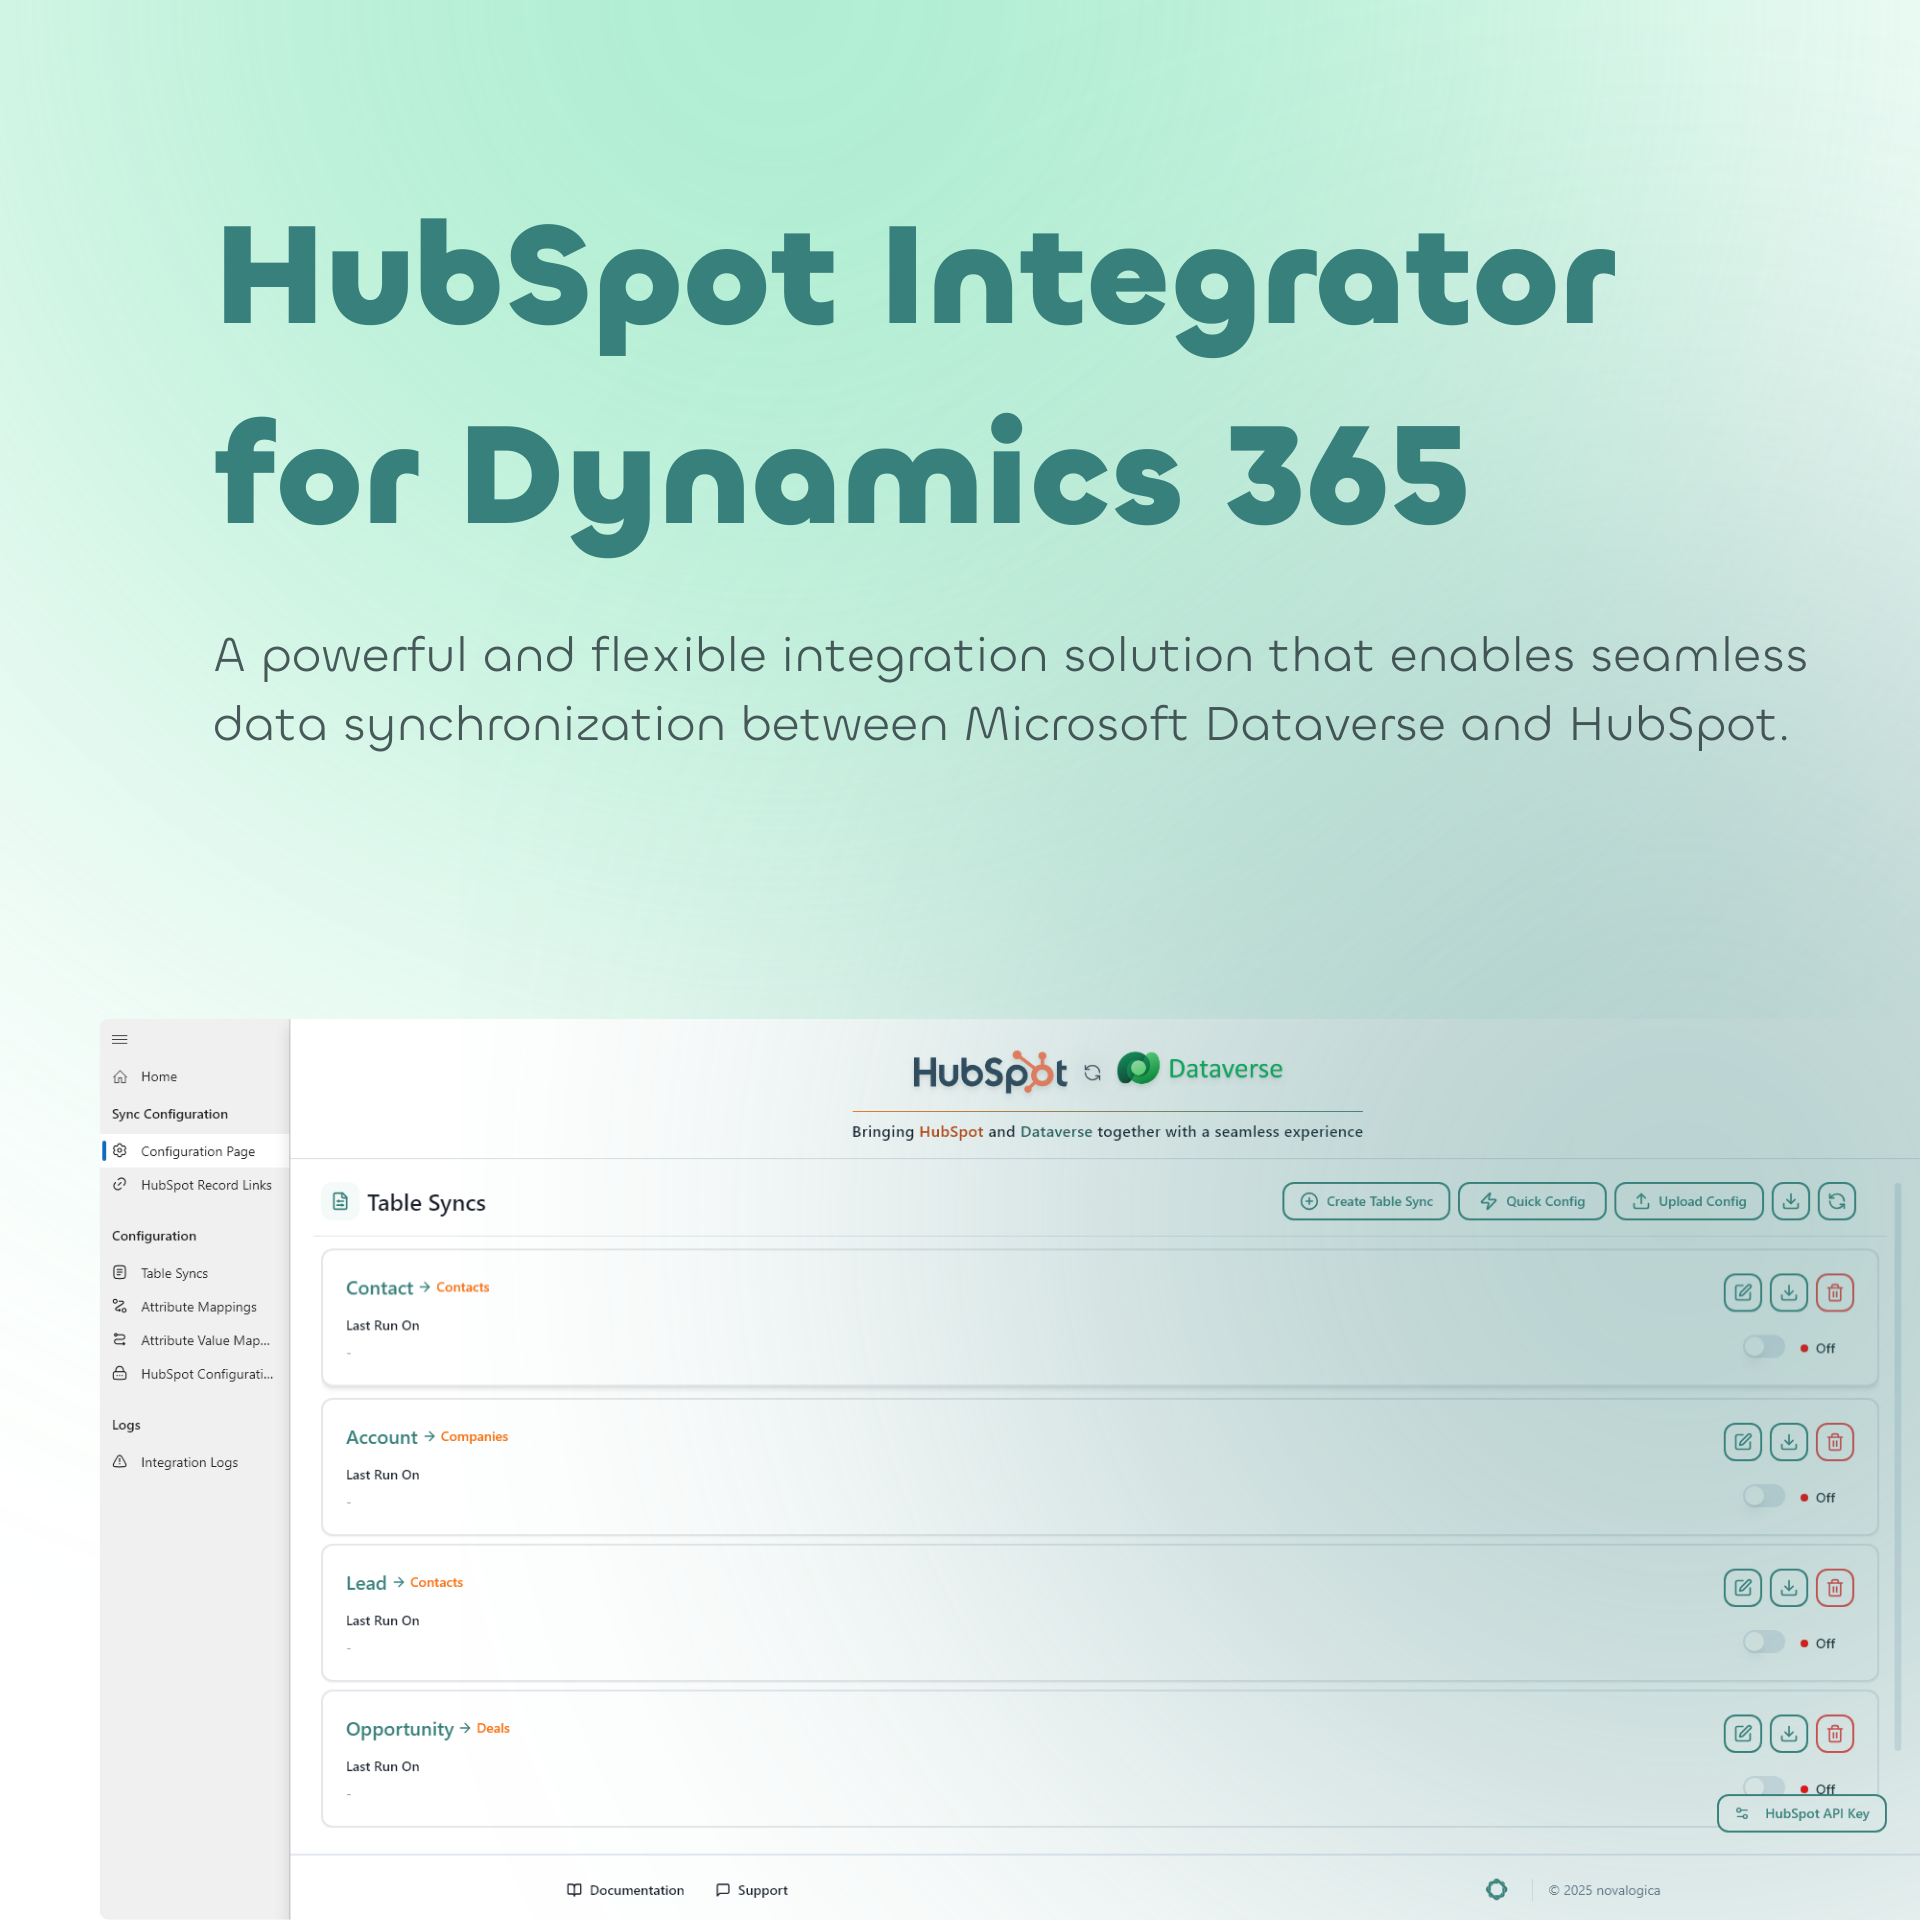 HubSpot Integrator
for Dynamics 365
A powerful and flexible integration solution that enables seamless
data synchronization between Microsoft Dataverse and HubSpot.
Home
Sync Configuration
Configuration Page
HubSpot Record Links
Configuration
Table Syncs
Attribute Mappings
Attribute Value Map...
HubSpot Configurati...
Logs
Integration Logs
HubSpot Dataverse
Bringing HubSpot and Dataverse together with a seamless experience
Table Syncs
Create Table Sync
Quick Config
Upload Config
Contact → Contacts
Last Run On
-
Off
Account → Companies
Last Run On
-
Off
Lead → Contacts
Last Run On
-
Off
Opportunity → Deals
Last Run On
-
Off
HubSpot API Key
Documentation
Support
© 2025 novalogica